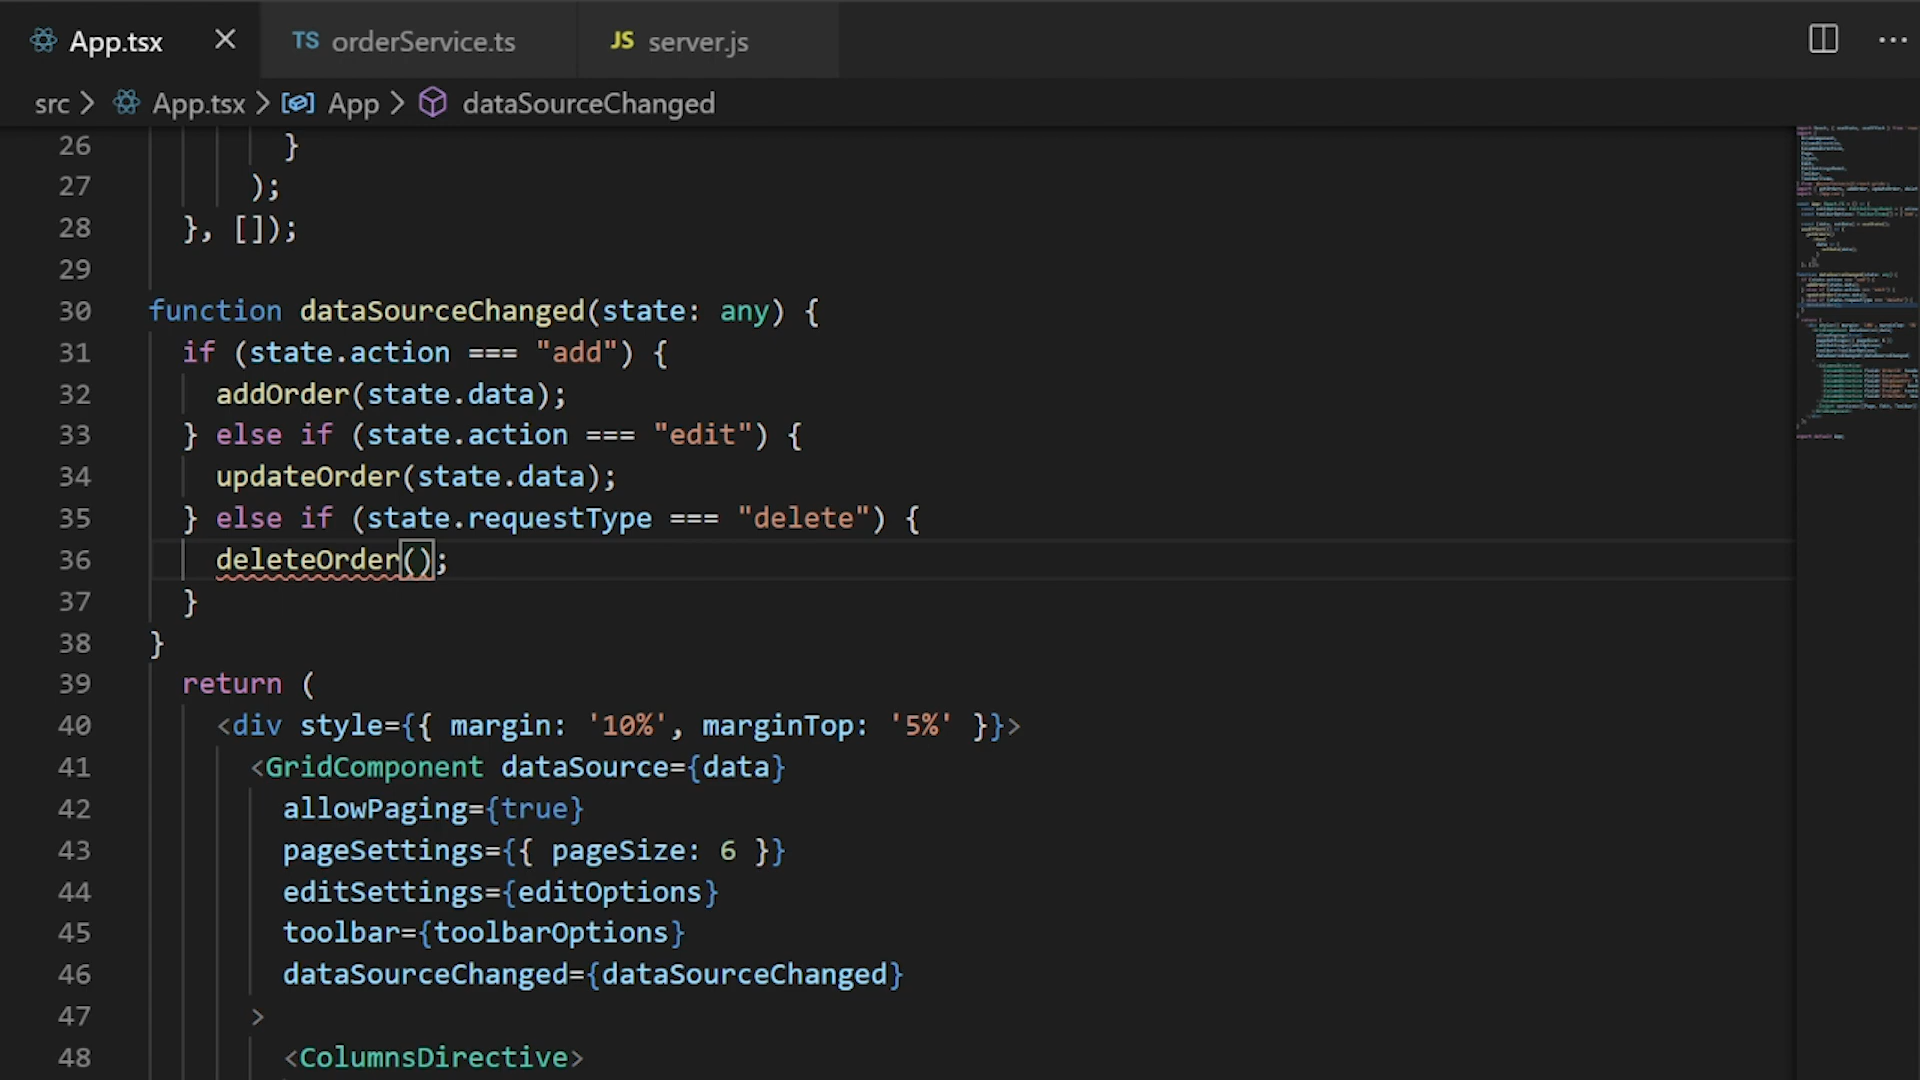 App.tsx
TS orderService.ts
JS server.js
src > App.tsx > App > dataSourceChanged
26 }
27 );
28 }, []);
29
30 function dataSourceChanged(state: any) {
31 if (state.action === "add") {
32 addOrder(state.data);
33 } else if (state.action === "edit") {
34 updateOrder(state.data);
35 } else if (state.requestType === "delete") {
36 deleteOrder();
37 }
38 }
39 return (
40 <div style={{ margin: '10%', marginTop: '5%' }}>
41 <GridComponent dataSource={data}
42 allowPaging={true}
43 pageSettings={{ pageSize: 6 }}
44 editSettings={editOptions}
45 toolbar={toolbarOptions}
46 dataSourceChanged={dataSourceChanged}
47 >
48 <ColumnsDirective>